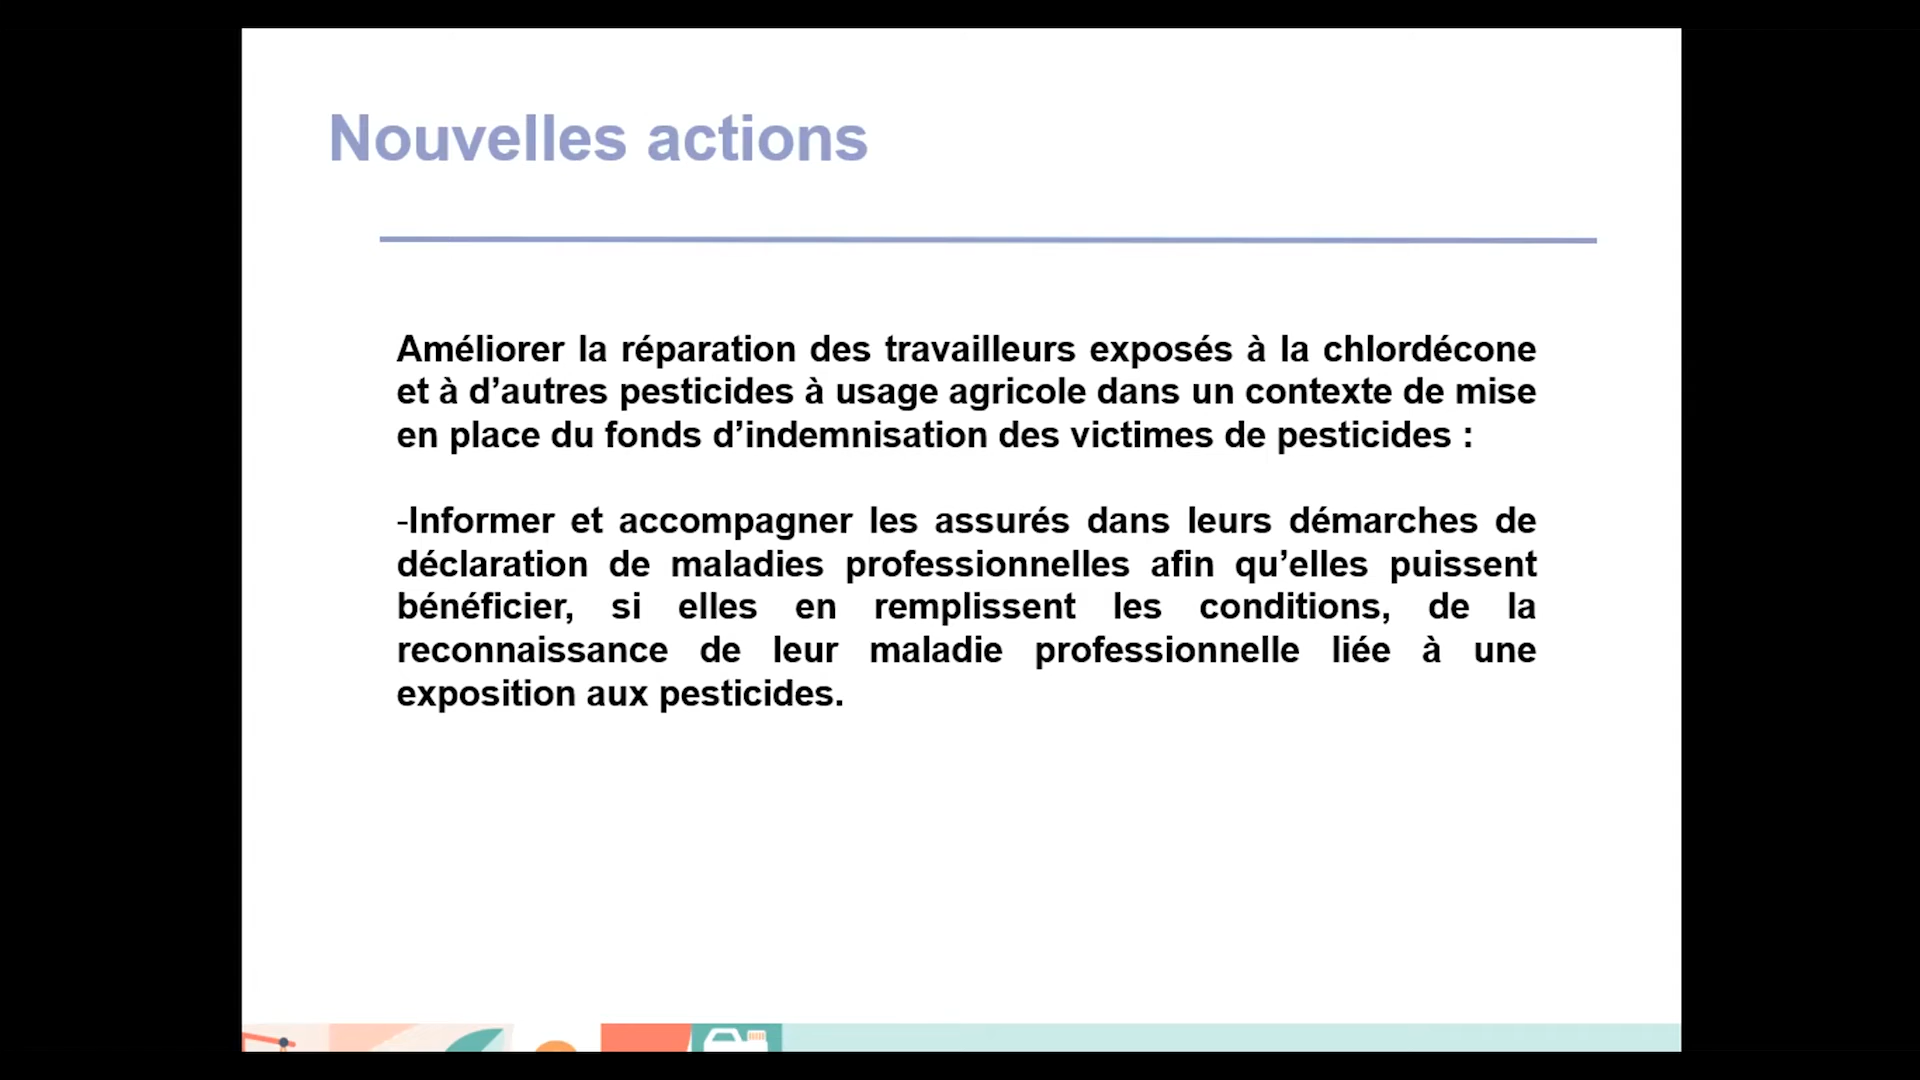 Nouvelles actions
Améliorer la réparation des travailleurs exposés à la chlordécone
et à d’autres pesticides à usage agricole dans un contexte de mise
en place du fonds d’indemnisation des victimes de pesticides :
-Informer et accompagner les assurés dans leurs démarches de
déclaration de maladies professionnelles afin qu’elles puissent
bénéficier, si elles en remplissent les conditions, de la
reconnaissance de leur maladie professionnelle liée à une
exposition aux pesticides.